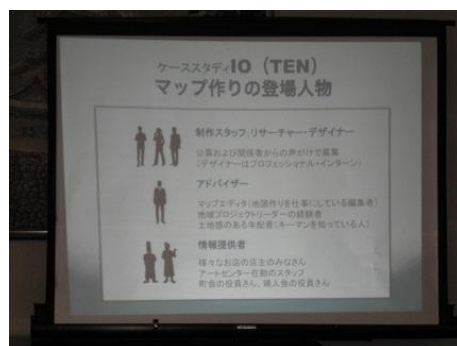 ケーススタディIO（TEN）
マップ作りの登場人物
制作スタッフ：リサーチャー・デザイナー
公募および関係者からの声がけで募集
（デザイナーはプロフェッショナル・インターン）
アドバイザー
マップエディタ（地図作りを仕事にしている編集者）
地域プロジェクトリーダーの経験者
土地感のある年配者（キーマンを知っている人）
情報提供者
様々なお店の店主のみなさん
アートセンター在勤のスタッフ
町会の役員さん、婦人会の役員さん